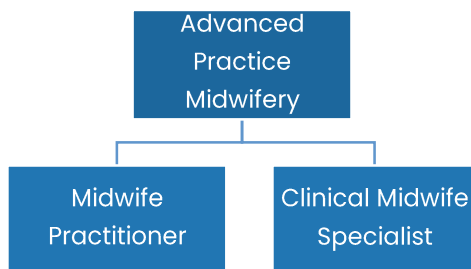 Advanced
Practice
Midwifery
Midwife
Practitioner
Clinical Midwife
Specialist